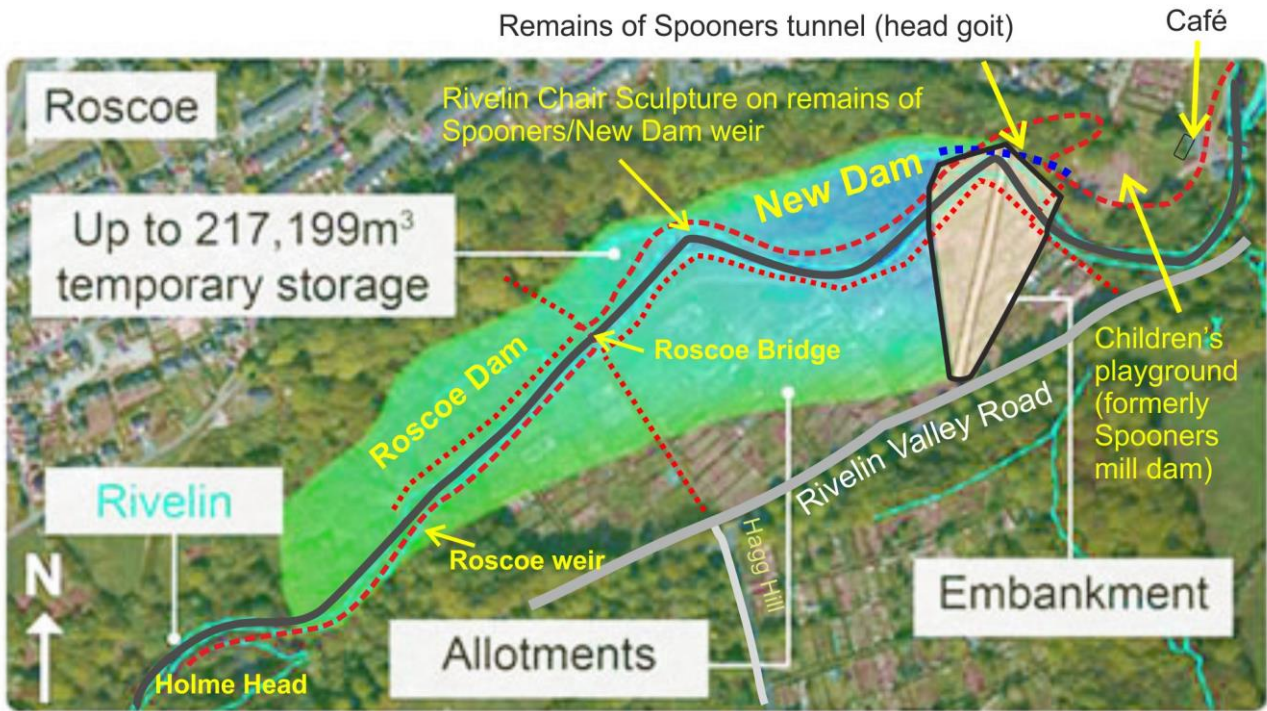 Remains of Spooners tunnel (head goit)
Café
Roscoe
Rivelin Chair Sculpture on remains of
Spooners/New Dam weir
New Dam
Up to 217,199m³
temporary storage
Roscoe Bridge
Roscoe Dam
Children's
playground
(formerly
Spooners
mill dam)
Rivelin Valley Road
Rivelin
Roscoe weir
Hagg Hill
Embankment
N
Allotments
Holme Head